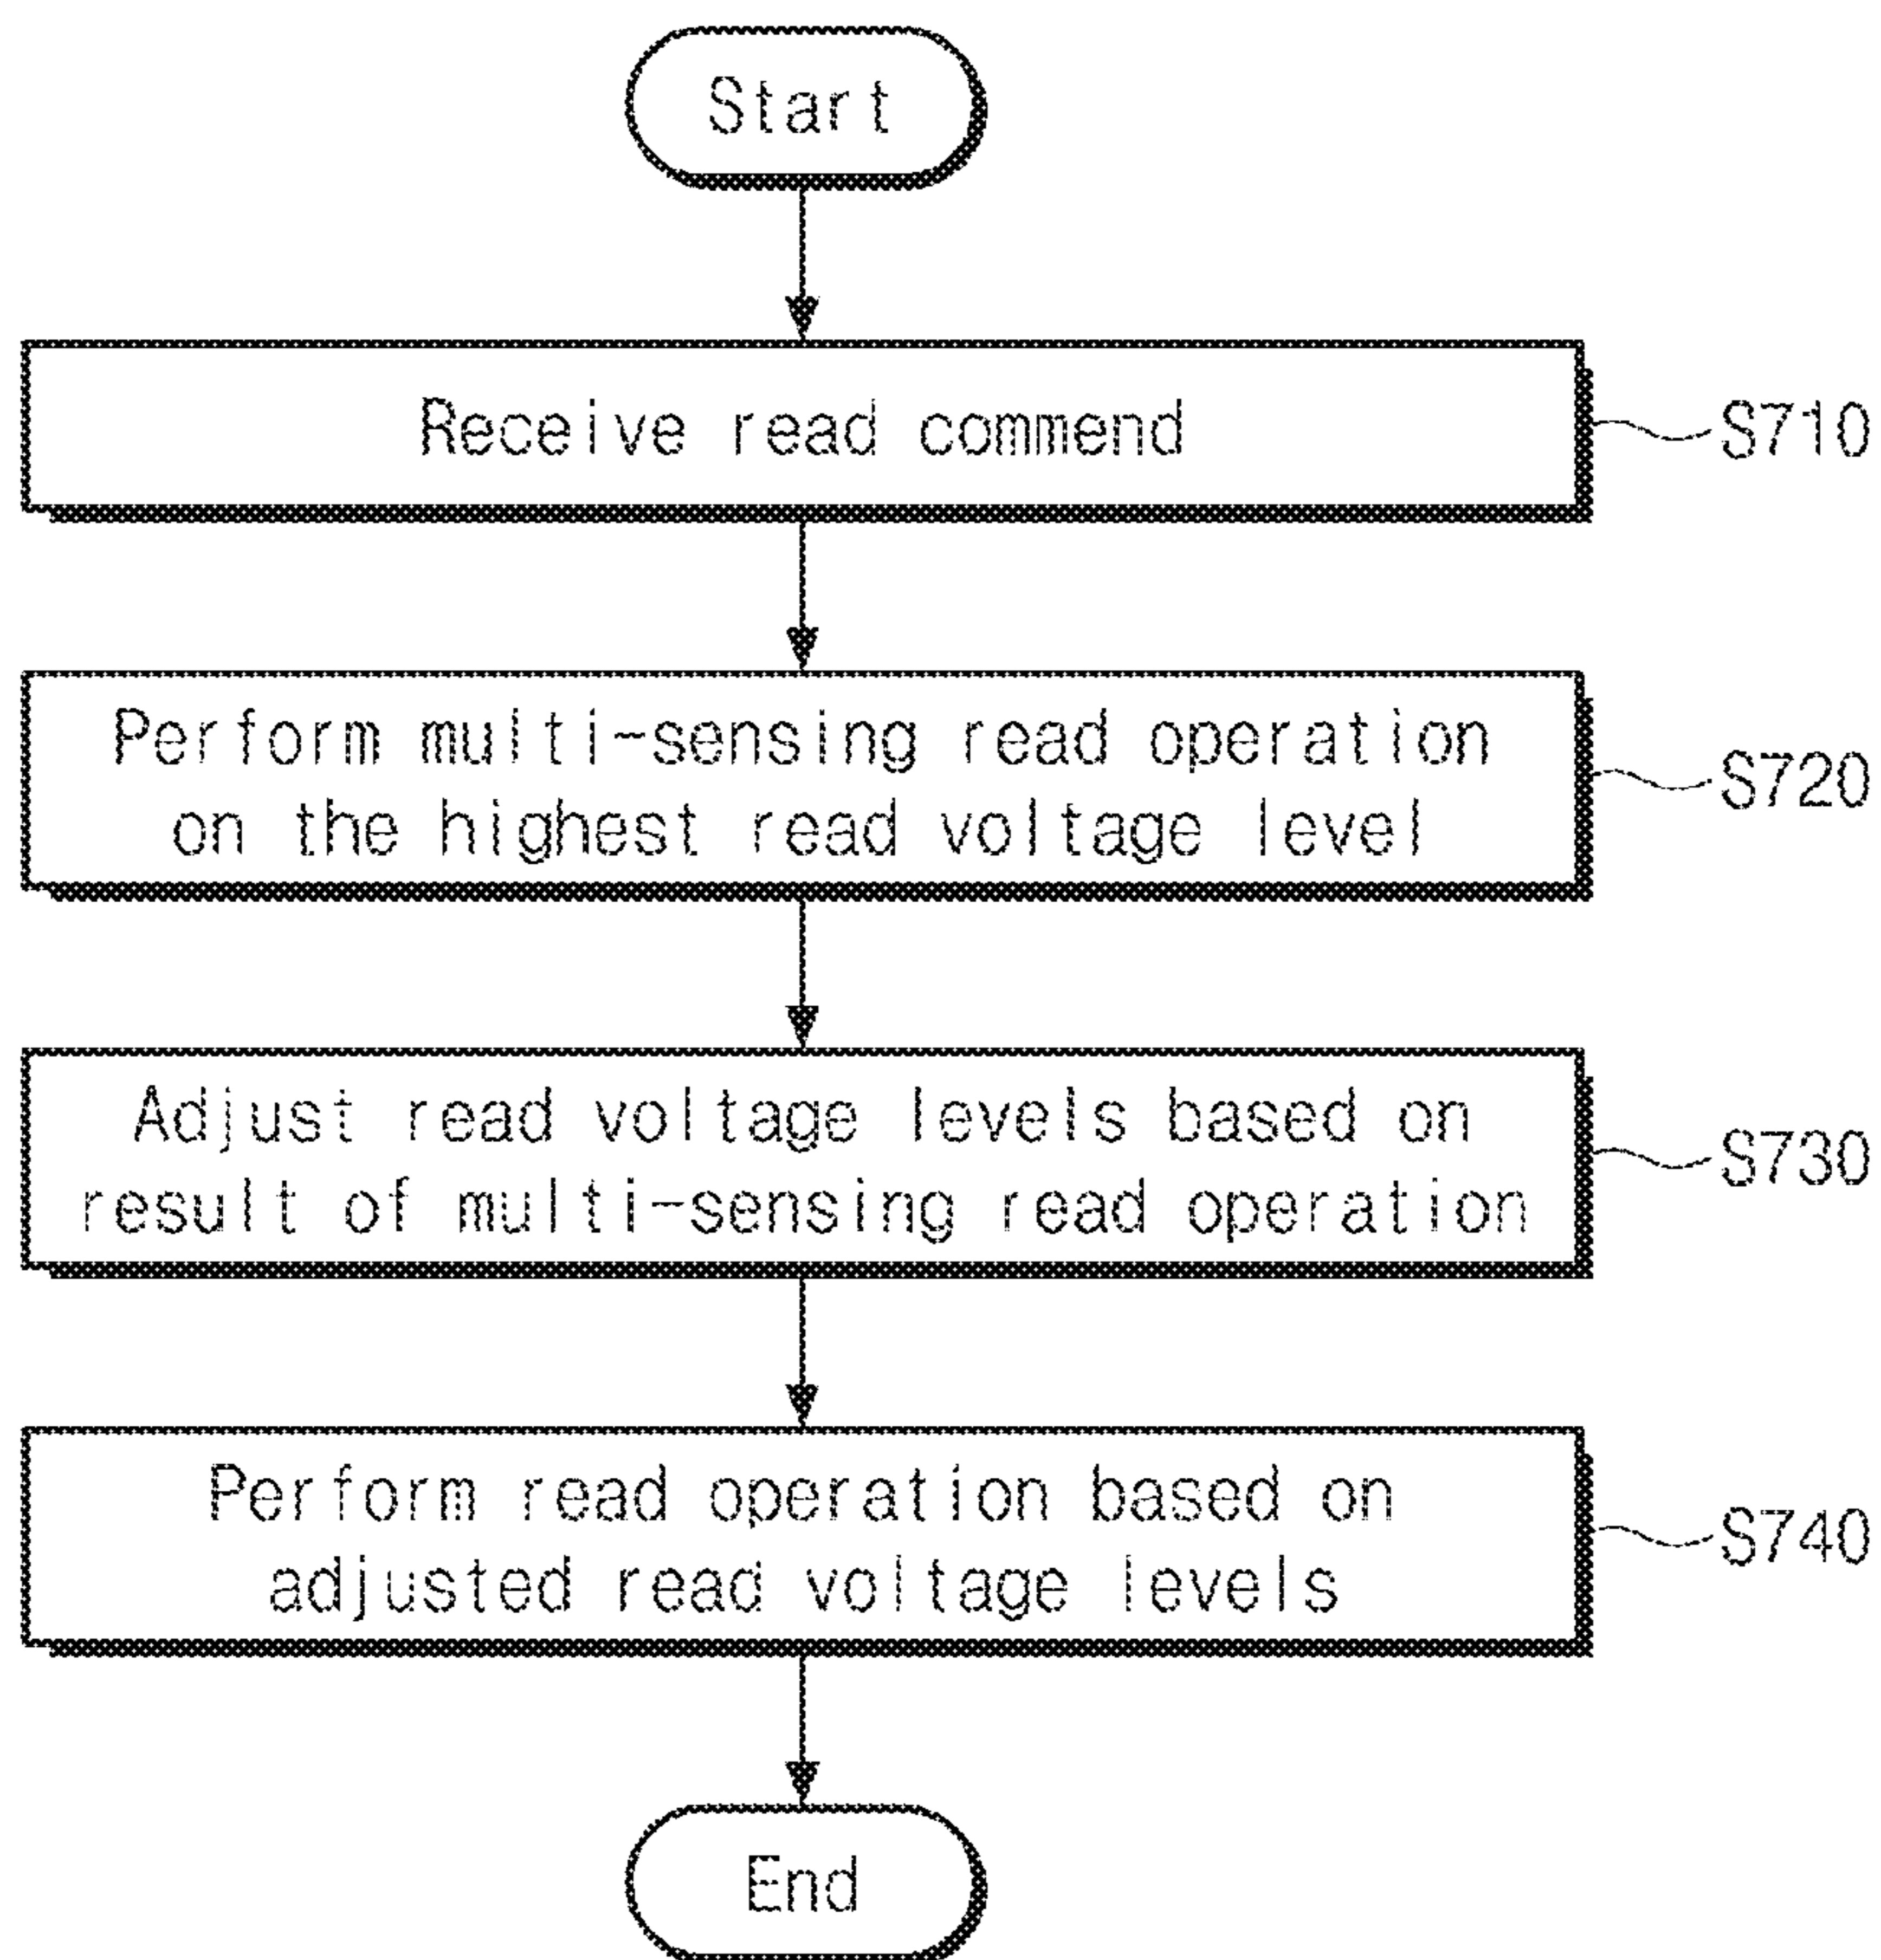 Start
Receive read commend
S710
Perform multi-sensing read operation
on the highest read voltage level
S720
Adjust read voltage levels based on
result of multi-sensing read operation
S730
Perform read operation based on
adjusted read voltage levels
S740
End